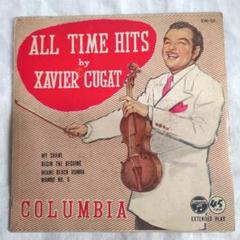 ALL TIME HITS
by
XAVIER CUGAT
MY SHAWL
BEGIN THE BEGUINE
MIAMI BEACH RUMBA
MAMBO NO. 5
COLUMBIA
45
EXTENDED PLAY